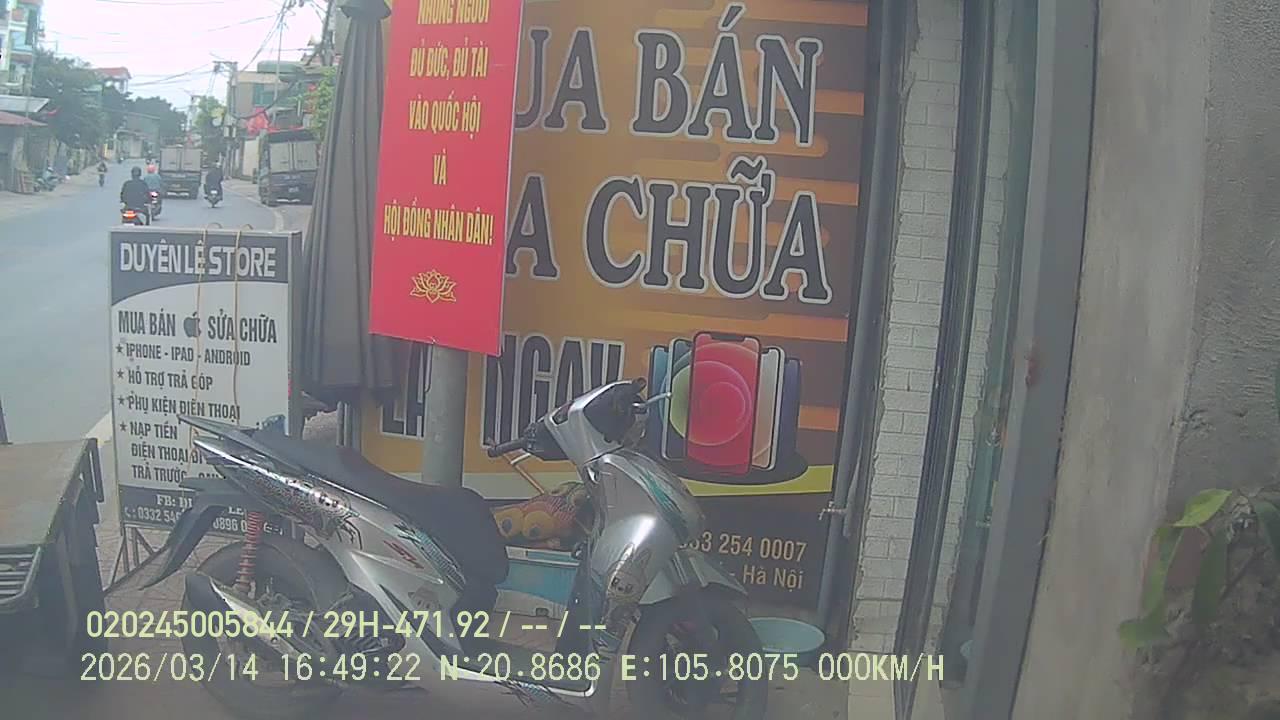 NHỮNG NGƯỜI
ĐỦ ĐỨC, ĐỦ TÀI
VÀO QUỐC HỘI
VÀ
HỘI ĐỒNG NHÂN DÂN!
UA BÁN
A CHỮA
NGAY
33 254 0007
- Hà Nội
DUYÊN LÊ STORE
MUA BÁN SỬA CHỮA
★ IPHONE - IPAD - ANDROID
★ HỖ TRỢ TRẢ GÓP
★ PHỤ KIỆN ĐIỆN THOẠI
★ NẠP TIỀN
ĐIỆN THOẠI DI
TRẢ TRƯỚC
FB:
020245005844 / 29H-471.92 / -- / --
2026/03/14 16:49:22 N:20.8686 E:105.8075 000KM/H